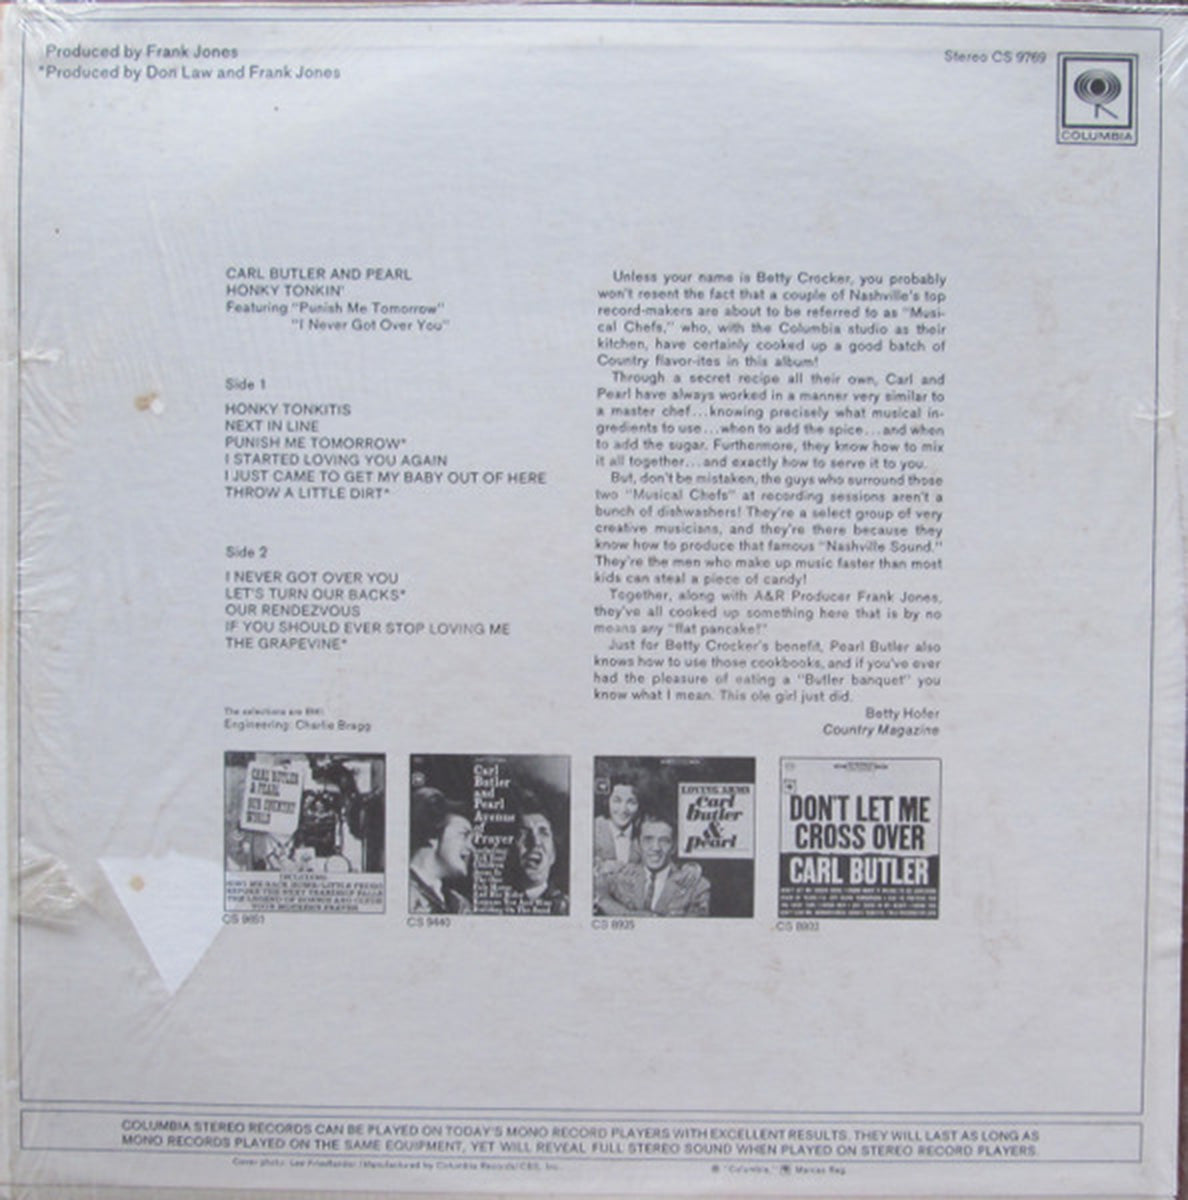 Produced by Frank Jones
*Produced by Don Law and Frank Jones
Stereo CS 9769
COLUMBIA
CARL BUTLER AND PEARL
HONKY TONKIN'
Featuring "Punish Me Tomorrow"
"I Never Got Over You"
Side 1
HONKY TONKITIS
NEXT IN LINE
PUNISH ME TOMORROW*
I STARTED LOVING YOU AGAIN
I JUST CAME TO GET MY BABY OUT OF HERE
THROW A LITTLE DIRT*
Side 2
I NEVER GOT OVER YOU
LET'S TURN OUR BACKS*
OUR RENDEZVOUS
IF YOU SHOULD EVER STOP LOVING ME
THE GRAPEVINE*
The selections are BMI.
Engineering: Charlie Bragg
Unless your name is Betty Crocker, you probably
won't resent the fact that a couple of Nashville's top
record-makers are about to be referred to as "Musi-
cal Chefs," who, with the Columbia studio as their
kitchen, have certainly cooked up a good batch of
Country flavor-ites in this album!
Through a secret recipe all their own, Carl and
Pearl have always worked in a manner very similar to
a master chef...knowing precisely what musical in-
gredients to use...when to add the spice...and when
to add the sugar. Furthermore, they know how to mix
it all together...and exactly how to serve it to you.
But, don't be mistaken, the guys who surround those
two "Musical Chefs" at recording sessions aren't a
bunch of dishwashers! They're a select group of very
creative musicians, and they're there because they
know how to produce that famous "Nashville Sound."
They're the men who make up music faster than most
kids can steal a piece of candy!
Together, along with A&R Producer Frank Jones,
they've all cooked up something here that is by no
means any "flat pancake!"
Just for Betty Crocker's benefit, Pearl Butler also
knows how to use those cookbooks, and if you've ever
had the pleasure of eating a "Butler banquet" you
know what I mean. This ole girl just did.
Betty Hofer
Country Magazine
CARL BUTLER
& PEARL
OUR COUNTRY
WORLD
INCLUDING
CS 9651
Carl
Butler
and
Pearl
Avenue
of
Prayer
CS 9440
LOVING ARMS
Carl
Butler
&
Pearl
CS 8925
DON'T LET ME
CROSS OVER
CARL BUTLER
CS 8802
COLUMBIA STEREO RECORDS CAN BE PLAYED ON TODAY'S MONO RECORD PLAYERS WITH EXCELLENT RESULTS. THEY WILL LAST AS LONG AS
MONO RECORDS PLAYED ON THE SAME EQUIPMENT, YET WILL REVEAL FULL STEREO SOUND WHEN PLAYED ON STEREO RECORD PLAYERS.
Cover photo: Lee Friedlander/Manufactured by Columbia Records/CBS, Inc.
® "Columbia," Marcas Reg.